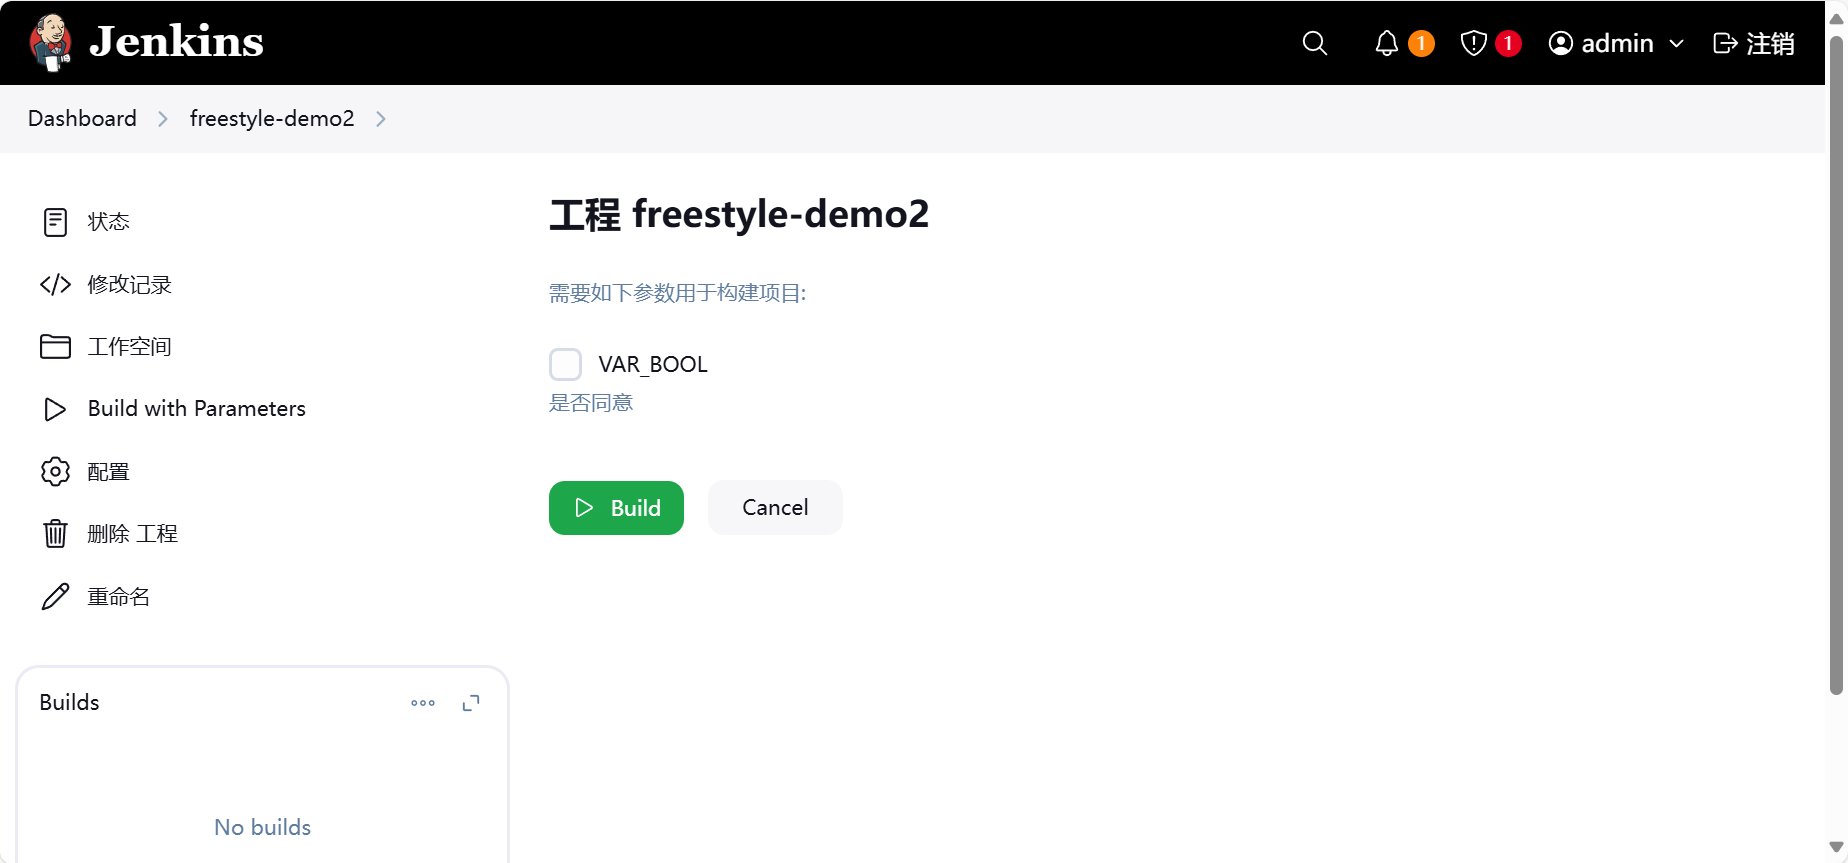 Jenkins
1
1
admin
注销
Dashboard
freestyle-demo2
状态
修改记录
工作空间
Build with Parameters
配置
删除 工程
重命名
Builds
No builds
工程 freestyle-demo2
需要如下参数用于构建项目:
VAR_BOOL
是否同意
Build
Cancel